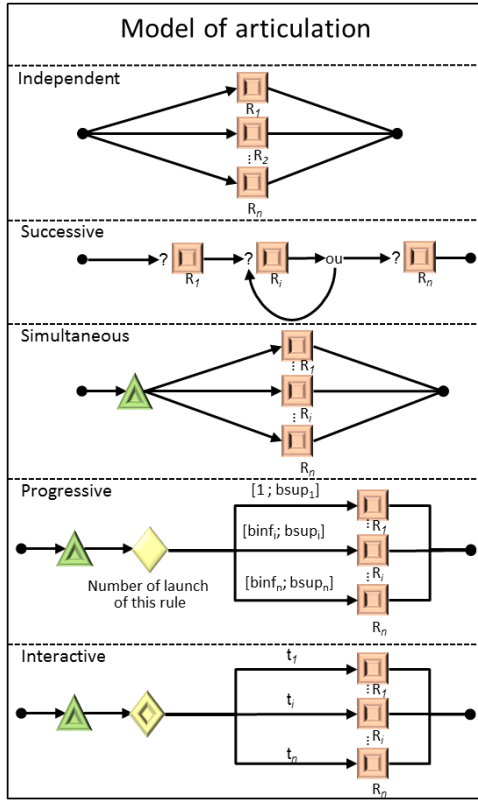 Model of articulation
Independent
R1
R2
Rn
Successive
? R1 ? Ri ou ? Rn
Simultaneous
R1
Ri
Rn
Progressive
[1 ; bsup1]
R1
[binfi; bsupi]
Ri
Number of launch
of this rule
[binfn; bsupn]
Rn
Interactive
t1
R1
ti
Ri
tn
Rn